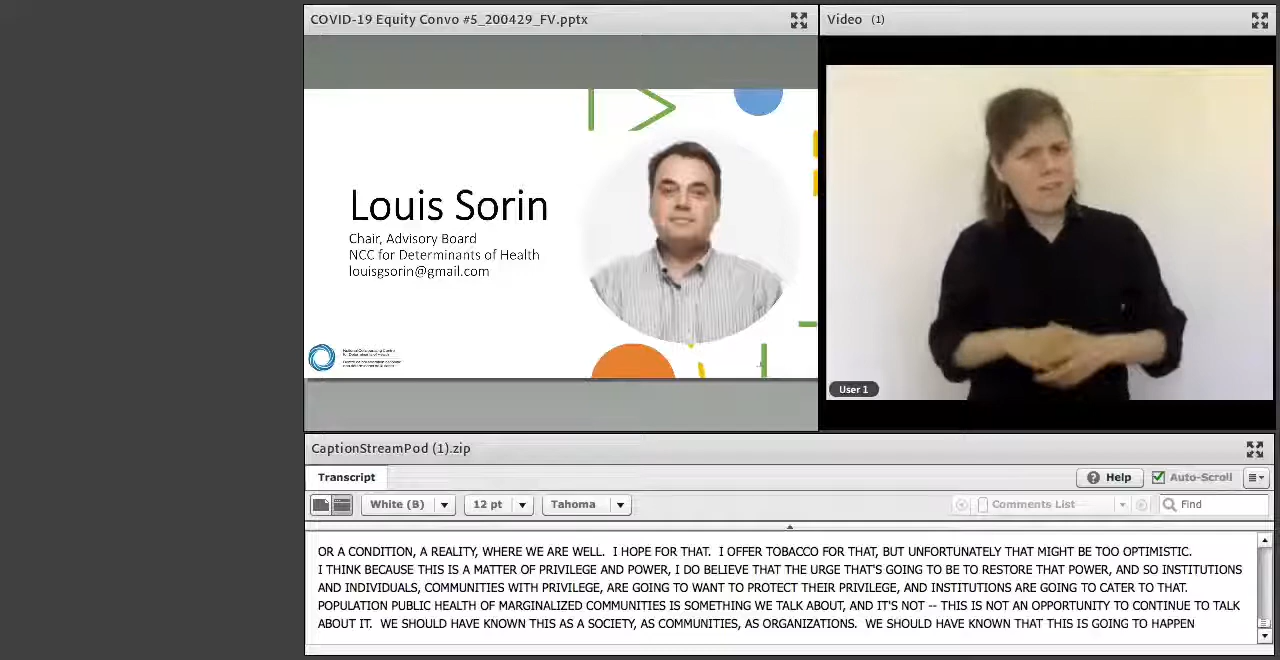 COVID-19 Equity Convo #5_200429_FV.pptx
Video (1)
Louis Sorin
Chair, Advisory Board
NCC for Determinants of Health
louisgsorin@gmail.com
National Collaborating Centre
for Determinants of Health
User 1
CaptionStreamPod (1).zip
Transcript
Help
Auto-Scroll
White (B)
12 pt
Tahoma
Comments List
Find
OR A CONDITION, A REALITY, WHERE WE ARE WELL. I HOPE FOR THAT. I OFFER TOBACCO FOR THAT, BUT UNFORTUNATELY THAT MIGHT BE TOO OPTIMISTIC.
I THINK BECAUSE THIS IS A MATTER OF PRIVILEGE AND POWER, I DO BELIEVE THAT THE URGE THAT'S GOING TO BE TO RESTORE THAT POWER, AND SO INSTITUTIONS
AND INDIVIDUALS, COMMUNITIES WITH PRIVILEGE, ARE GOING TO WANT TO PROTECT THEIR PRIVILEGE, AND INSTITUTIONS ARE GOING TO CATER TO THAT.
POPULATION PUBLIC HEALTH OF MARGINALIZED COMMUNITIES IS SOMETHING WE TALK ABOUT, AND IT'S NOT -- THIS IS NOT AN OPPORTUNITY TO CONTINUE TO TALK
ABOUT IT. WE SHOULD HAVE KNOWN THIS AS A SOCIETY, AS COMMUNITIES, AS ORGANIZATIONS. WE SHOULD HAVE KNOWN THAT THIS IS GOING TO HAPPEN